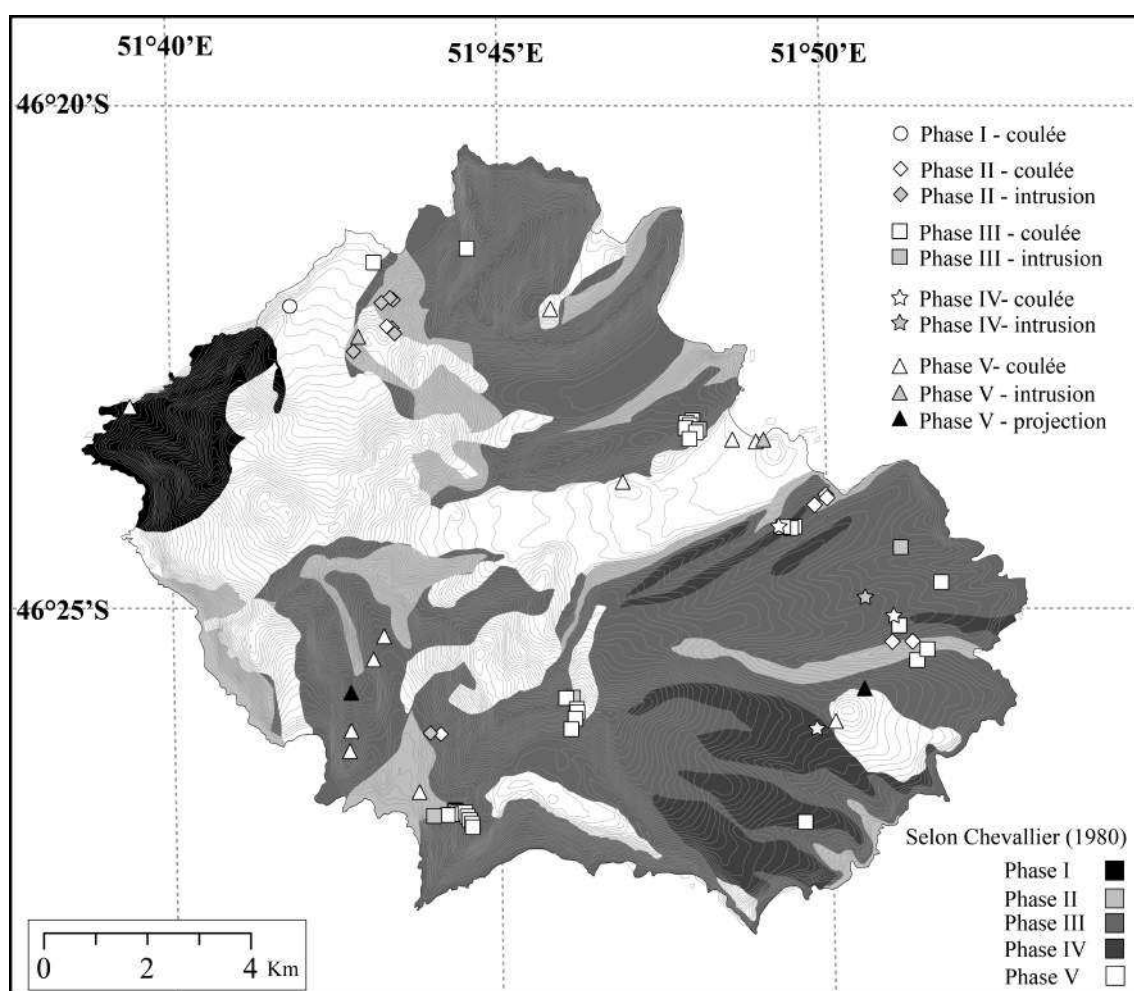 51°40’E 51°45’E 51°50’E
46°20’S
Phase I - coulée
Phase II - coulée
Phase II - intrusion
Phase III - coulée
Phase III - intrusion
Phase IV- coulée
Phase IV- intrusion
Phase V- coulée
Phase V - intrusion
Phase V - projection
46°25’S
Selon Chevallier (1980)
Phase I
Phase II
Phase III
Phase IV
Phase V
0 2 4 Km